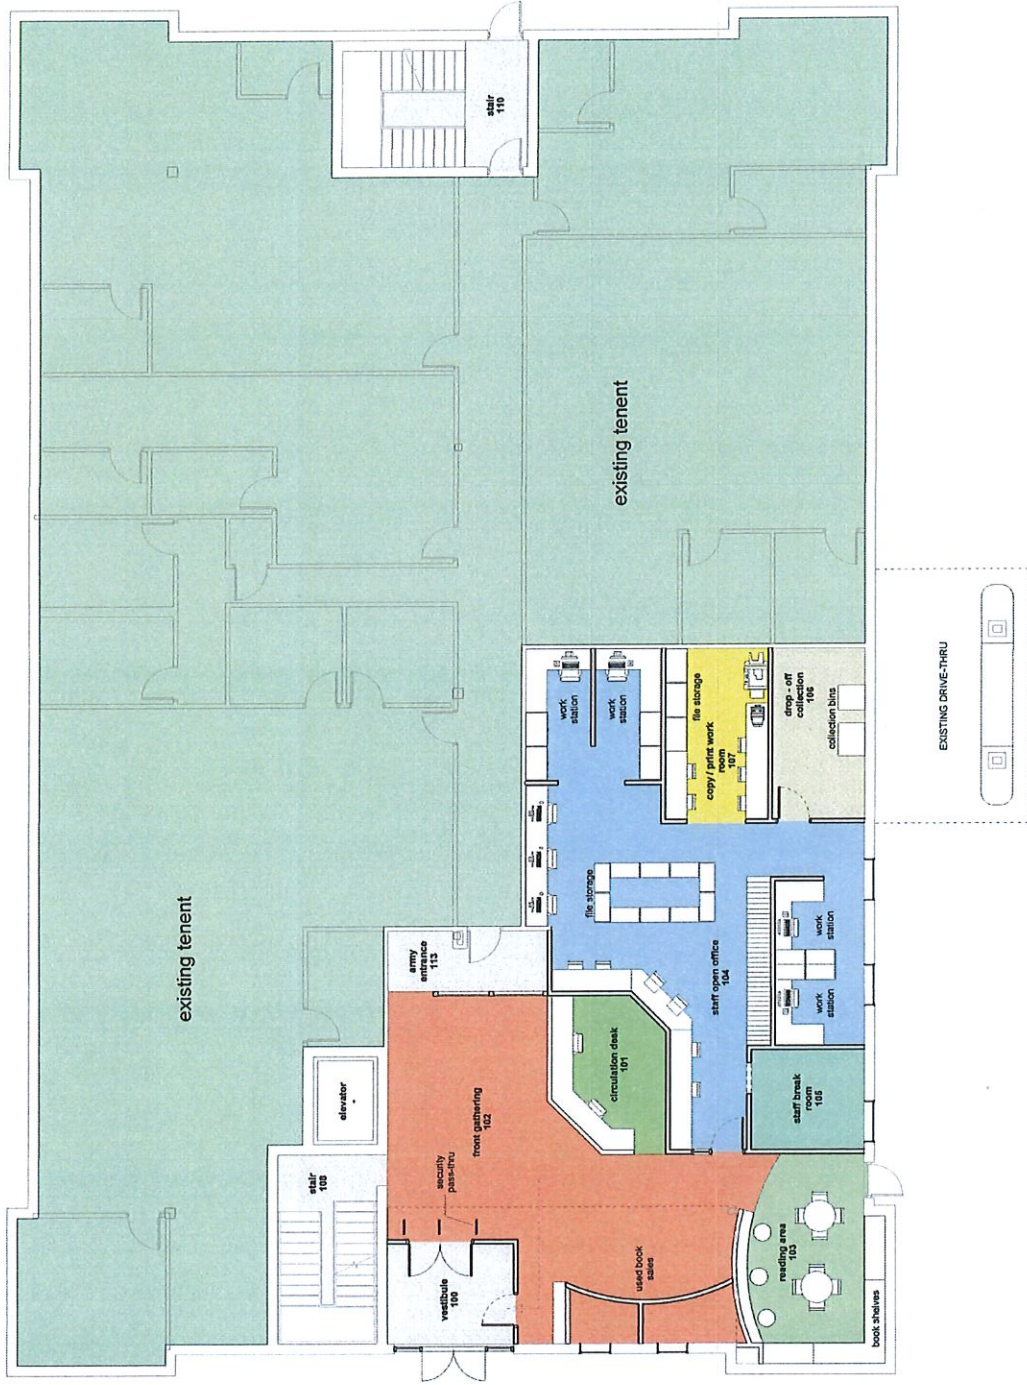 stair
110
existing tenent
existing tenent
work
station
work
station
file storage
copy / print work
room
107
drop - off
collection
106
collection bins
EXISTING DRIVE-THRU
file storage
army
entrance
113
staff open office
104
work
station
work
station
elevator
circulation desk
101
staff break
room
105
front gathering
102
security
pass-thru
stair
108
vestibule
100
used book
sales
reading area
103
book shelves